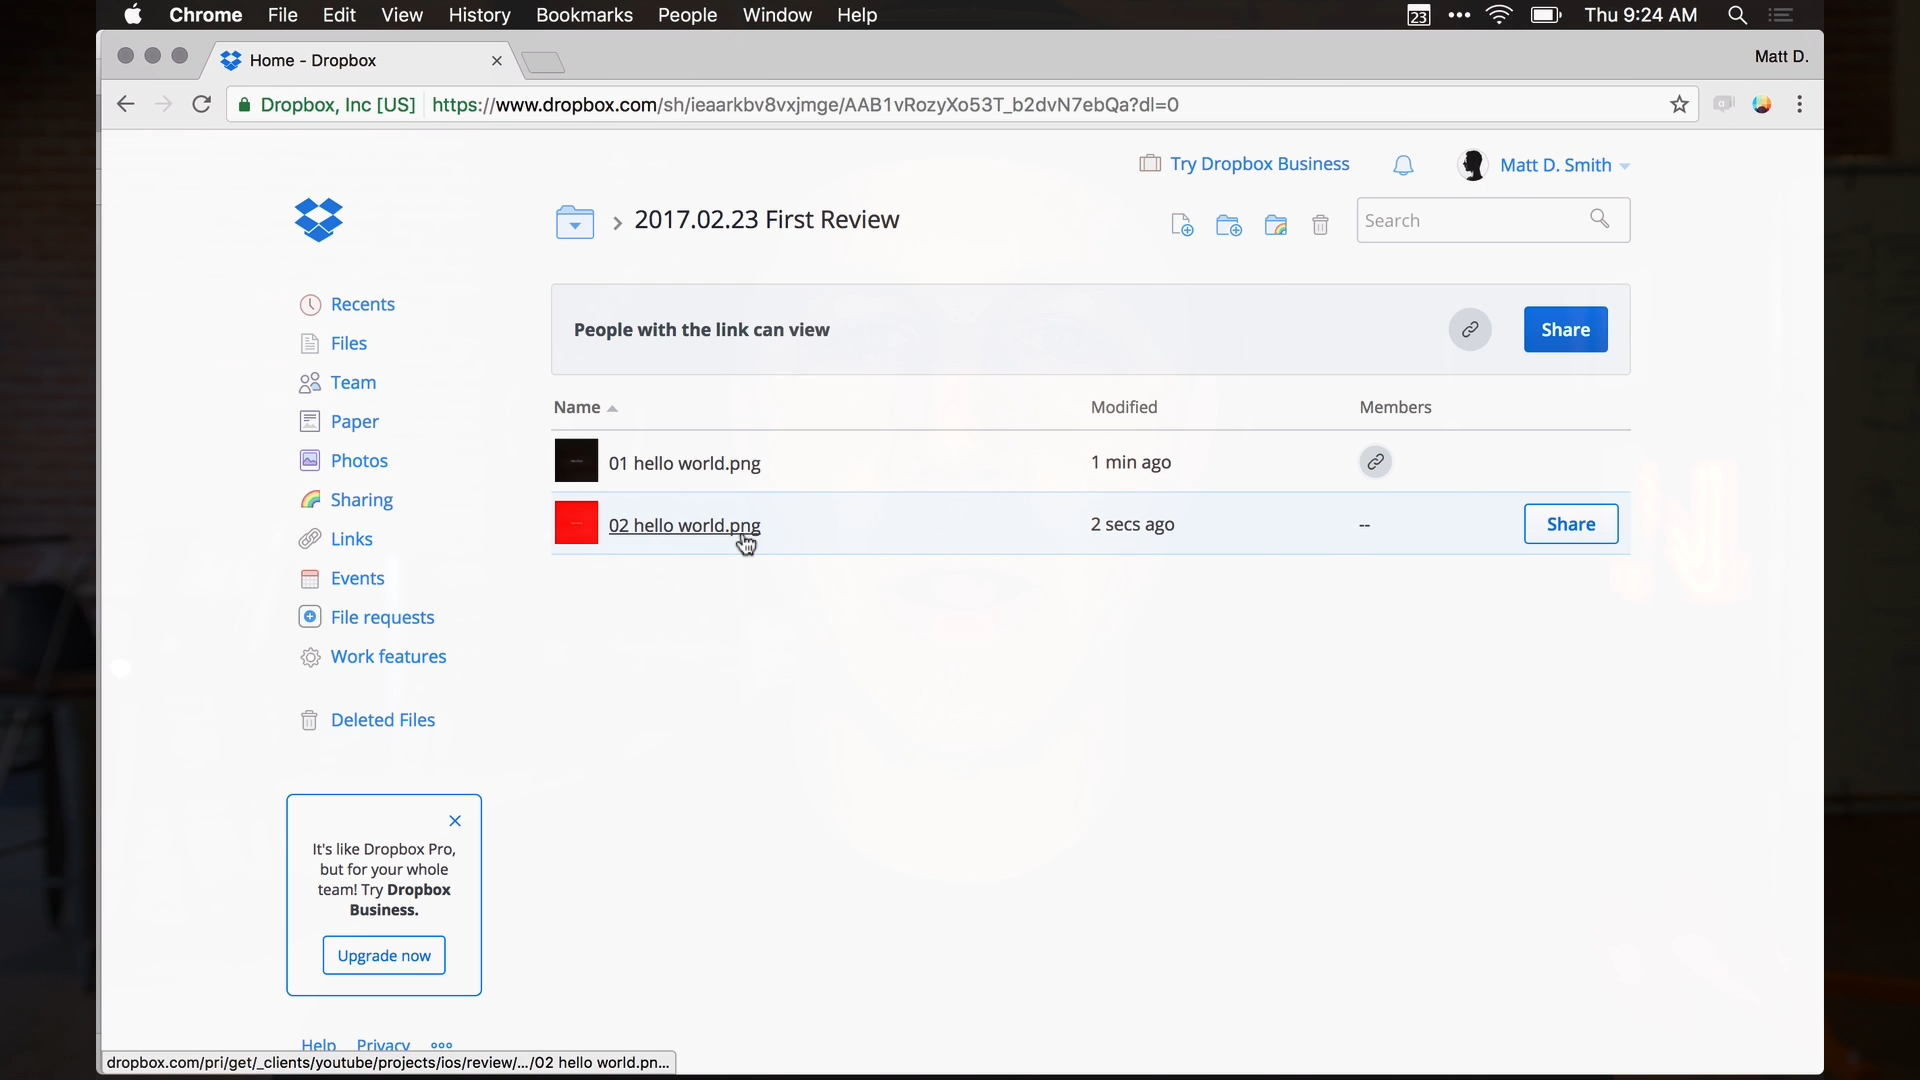 Chrome File Edit View History Bookmarks People Window Help 23 Thu 9:24 AM
Home - Dropbox Matt D.
Dropbox, Inc [US] https://www.dropbox.com/sh/ieaarkbv8vxjmge/AAB1vRozyXo53T_b2dvN7ebQa?dl=0
Try Dropbox Business Matt D. Smith
2017.02.23 First Review Search
Recents
Files
Team
Paper
Photos
Sharing
Links
Events
File requests
Work features
Deleted Files
People with the link can view Share
Name Modified Members
01 hello world.png 1 min ago
02 hello world.png 2 secs ago -- Share
It's like Dropbox Pro,
but for your whole
team! Try Dropbox
Business.
Upgrade now
Help Privacy
dropbox.com/pri/get/_clients/youtube/projects/ios/review/.../02 hello world.pn...